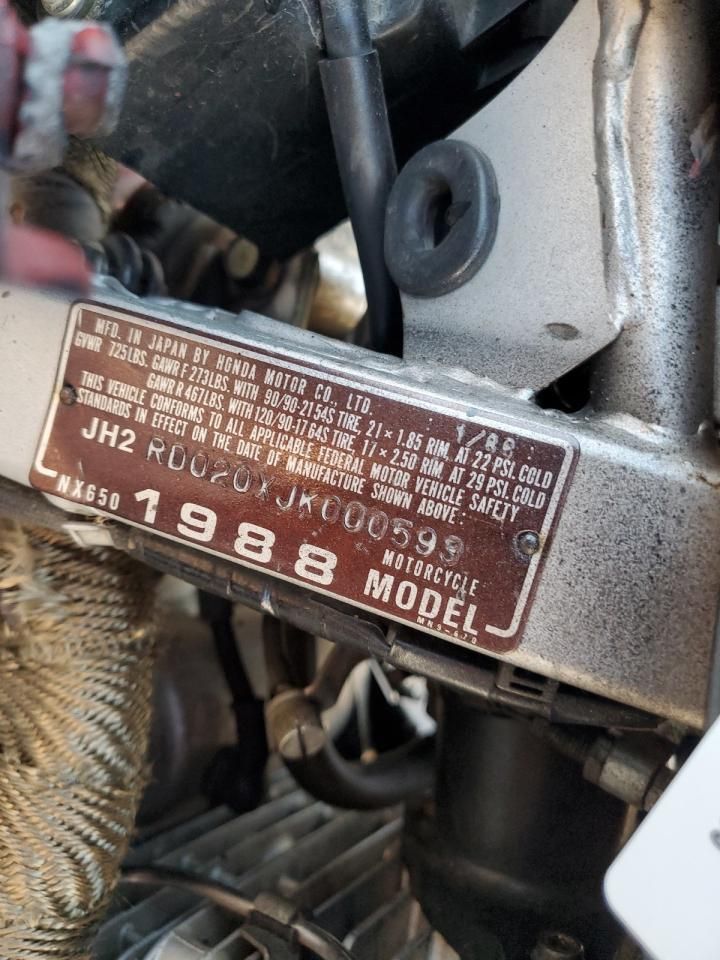 MFD. IN JAPAN BY HONDA MOTOR CO., LTD. 1/88
GVWR 725LBS. GAWR F 273LBS. WITH 90/90-21 54S TIRE, 21 × 1.85 RIM, AT 22 PSI. COLD
GAWR R 467LBS. WITH 120/90-17 64S TIRE, 17 × 2.50 RIM, AT 29 PSI. COLD
THIS VEHICLE CONFORMS TO ALL APPLICABLE FEDERAL MOTOR VEHICLE SAFETY
STANDARDS IN EFFECT ON THE DATE OF MANUFACTURE SHOWN ABOVE:
JH2 RD020XJK000593
MOTORCYCLE
NX650 1988 MODEL
MN9-670